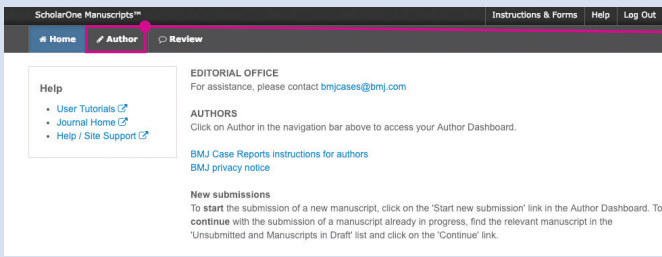 ScholarOne Manuscripts™
Instructions & Forms Help Log Out
Home Author Review
Help
User Tutorials
Journal Home
Help / Site Support
EDITORIAL OFFICE
For assistance, please contact bmjcases@bmj.com
AUTHORS
Click on Author in the navigation bar above to access your Author Dashboard.
BMJ Case Reports instructions for authors
BMJ privacy notice
New submissions
To start the submission of a new manuscript, click on the 'Start new submission' link in the Author Dashboard. To
continue with the submission of a manuscript already in progress, find the relevant manuscript in the
'Unsubmitted and Manuscripts in Draft' list and click on the 'Continue' link.